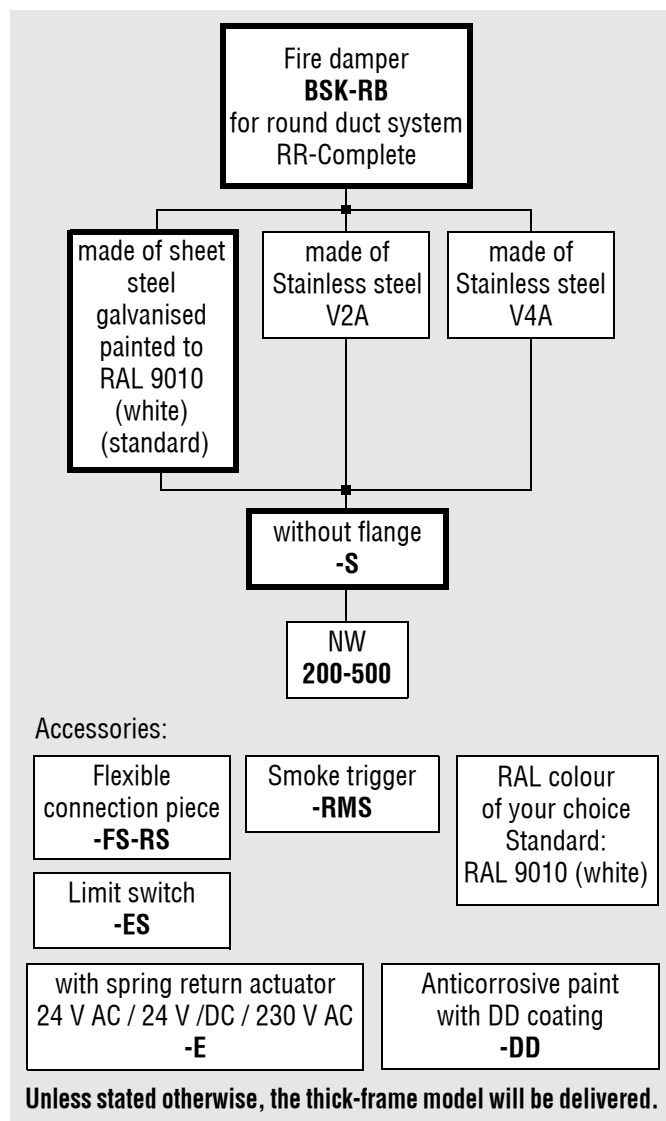 Fire damper
BSK-RB
for round duct system
RR-Complete
made of sheet
steel
galvanised
painted to
RAL 9010
(white)
(standard)
made of
Stainless steel
V2A
made of
Stainless steel
V4A
without flange
-S
NW
200-500
Accessories:
Flexible
connection piece
-FS-RS
Smoke trigger
-RMS
RAL colour
of your choice
Standard:
RAL 9010 (white)
Limit switch
-ES
with spring return actuator
24 V AC / 24 V /DC / 230 V AC
-E
Anticorrosive paint
with DD coating
-DD
Unless stated otherwise, the thick-frame model will be delivered.